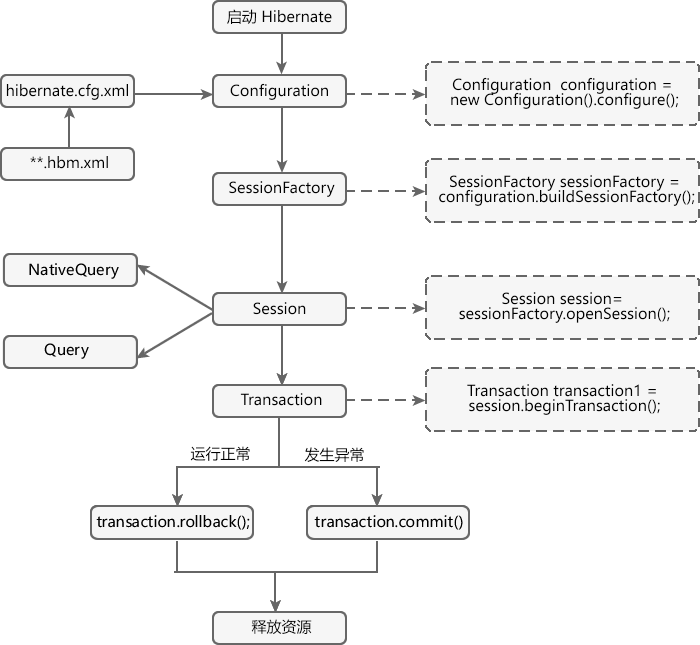 启动 Hibernate
hibernate.cfg.xml
Configuration
Configuration  configuration =
new Configuration().configure();
**.hbm.xml
SessionFactory
SessionFactory sessionFactory =
configuration.buildSessionFactory();
NativeQuery
Session
Session session=
sessionFactory.openSession();
Query
Transaction
Transaction transaction1 =
session.beginTransaction();
运行正常
发生异常
transaction.rollback();
transaction.commit()
释放资源